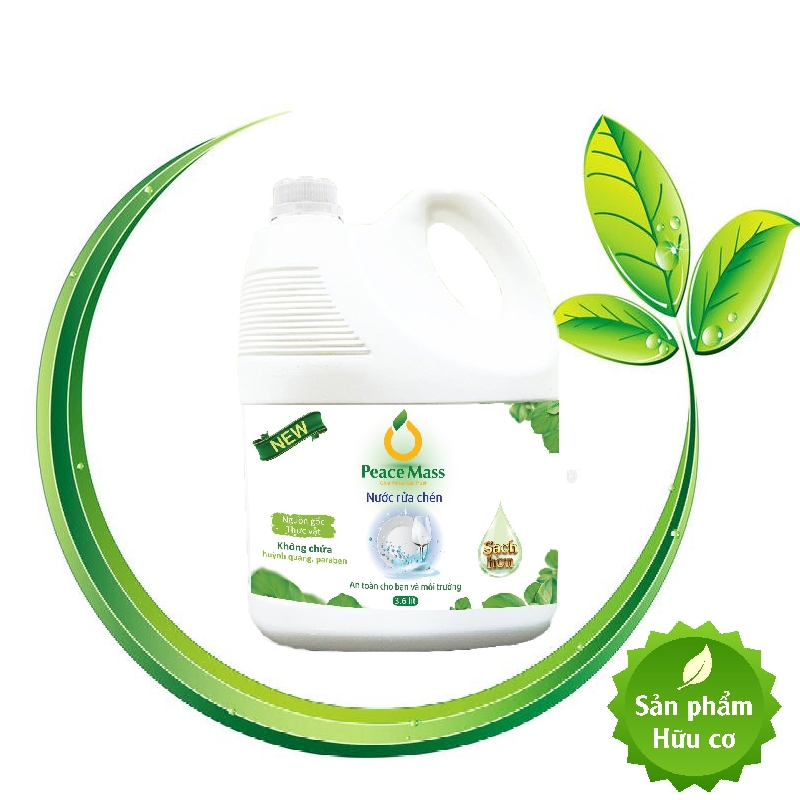 NEW
Peace Mass
Nước rửa chén
Nguồn gốc
Thực vật
Không chứa
huỳnh quang, paraben
Sạch
hơn
An toàn cho bạn và môi trường
3.6 lít
Sản phẩm
Hữu cơ